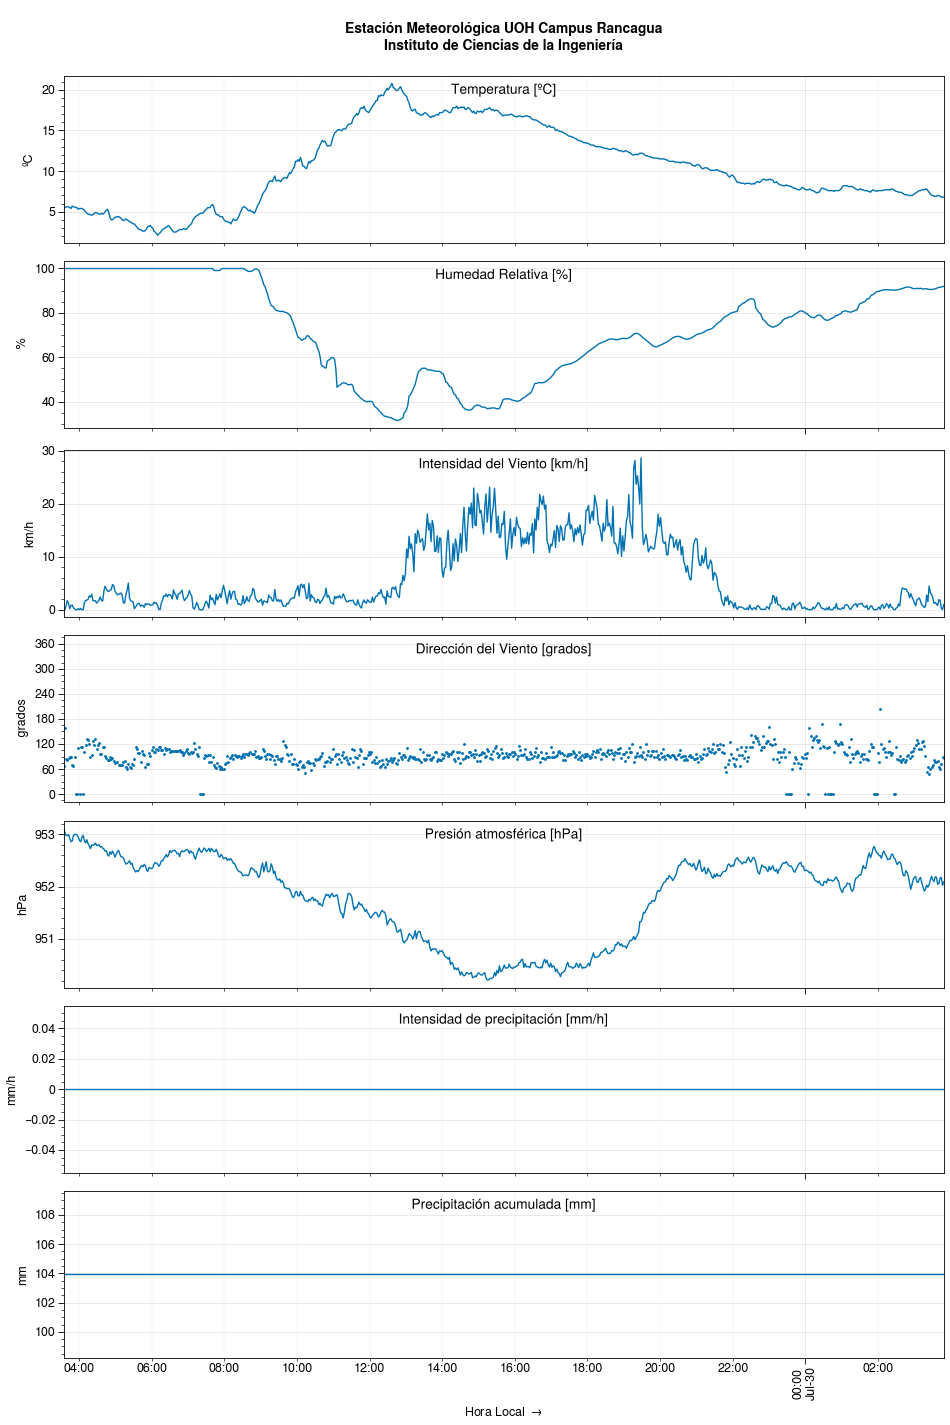 Estación Meteorológica UOH Campus Rancagua
Instituto de Ciencias de la Ingeniería
Temperatura [ºC]
20
15
10
5
ºC
Humedad Relativa [%]
100
80
60
40
%
Intensidad del Viento [km/h]
30
20
10
0
km/h
Dirección del Viento [grados]
360
300
240
180
120
60
0
grados
Presión atmosférica [hPa]
953
952
951
hPa
Intensidad de precipitación [mm/h]
0.04
0.02
0
−0.02
−0.04
mm/h
Precipitación acumulada [mm]
108
106
104
102
100
mm
04:00 06:00 08:00 10:00 12:00 14:00 16:00 18:00 20:00 22:00 00:00 02:00
Jul-30
Hora Local →